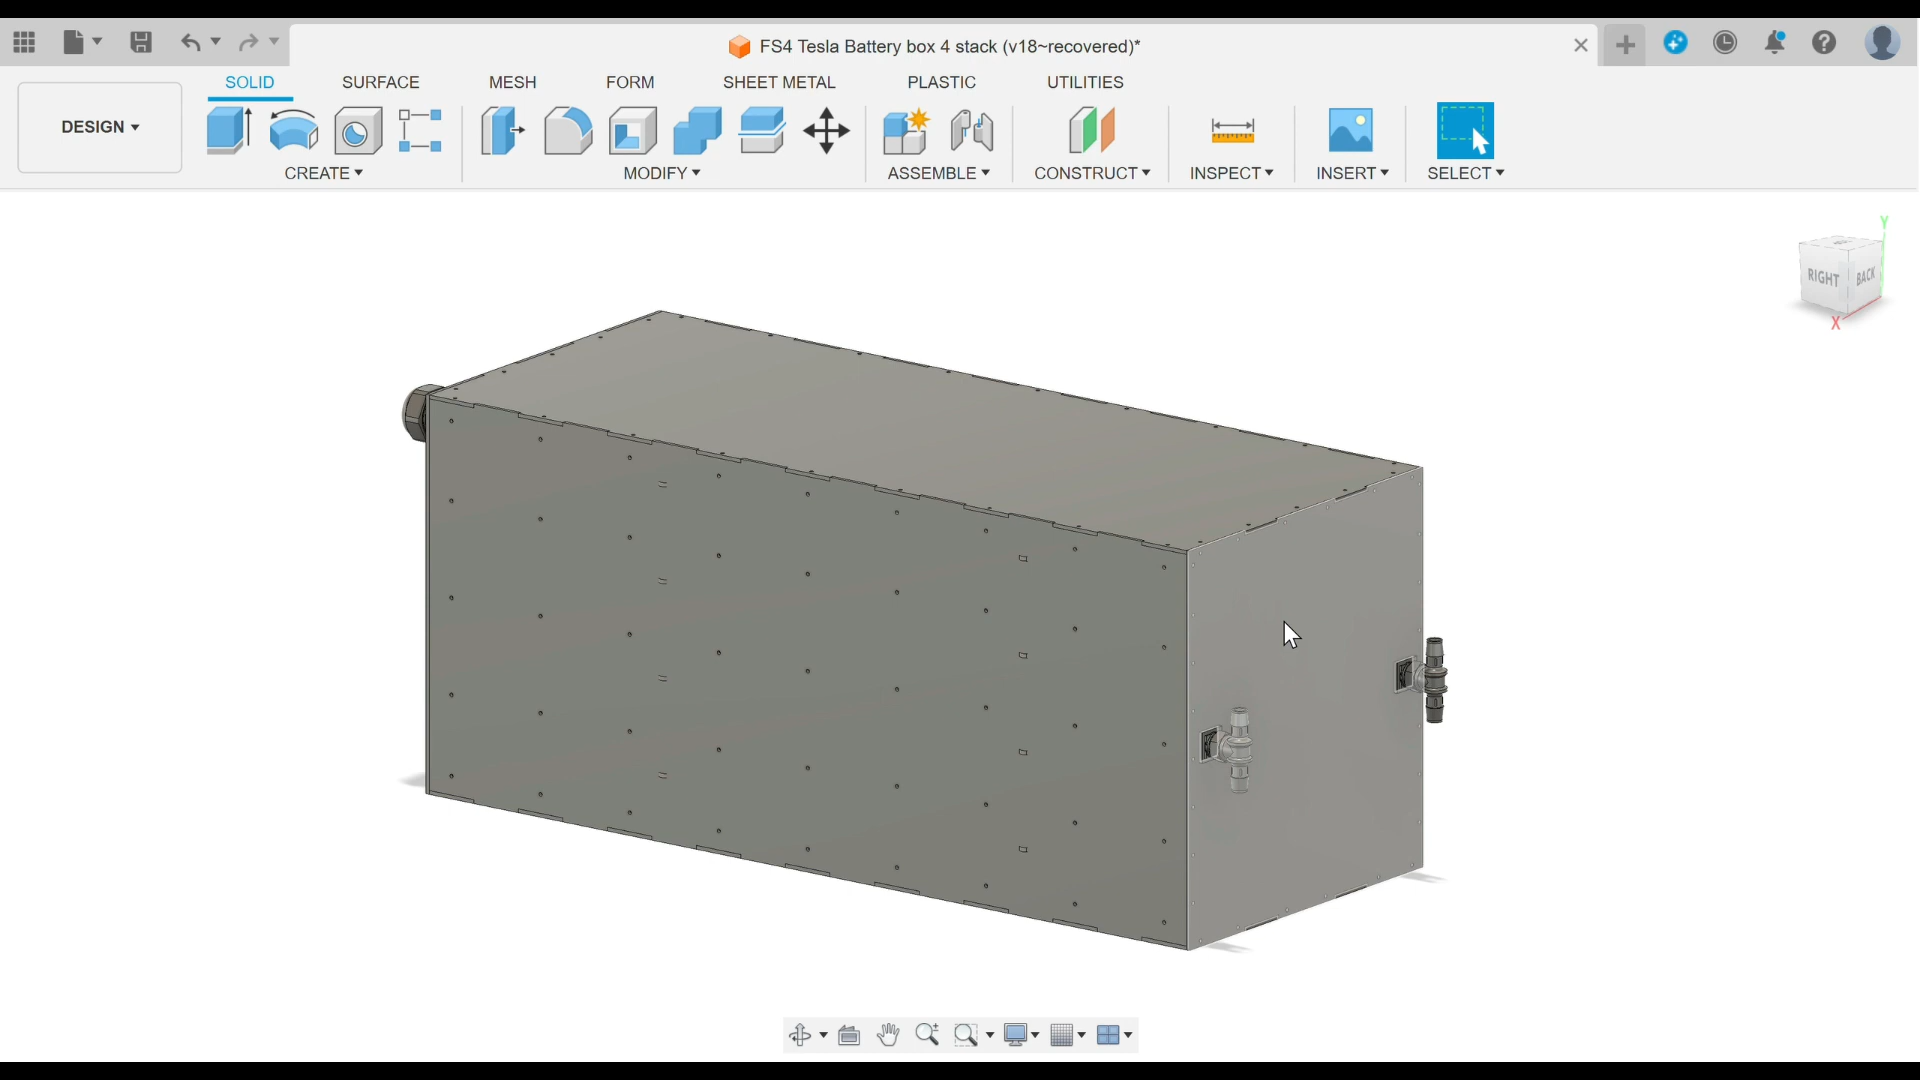 FS4 Tesla Battery box 4 stack (v18~recovered)*
SOLID SURFACE MESH FORM SHEET METAL PLASTIC UTILITIES
DESIGN
CREATE MODIFY ASSEMBLE CONSTRUCT INSPECT INSERT SELECT
Y
RIGHT BACK
X